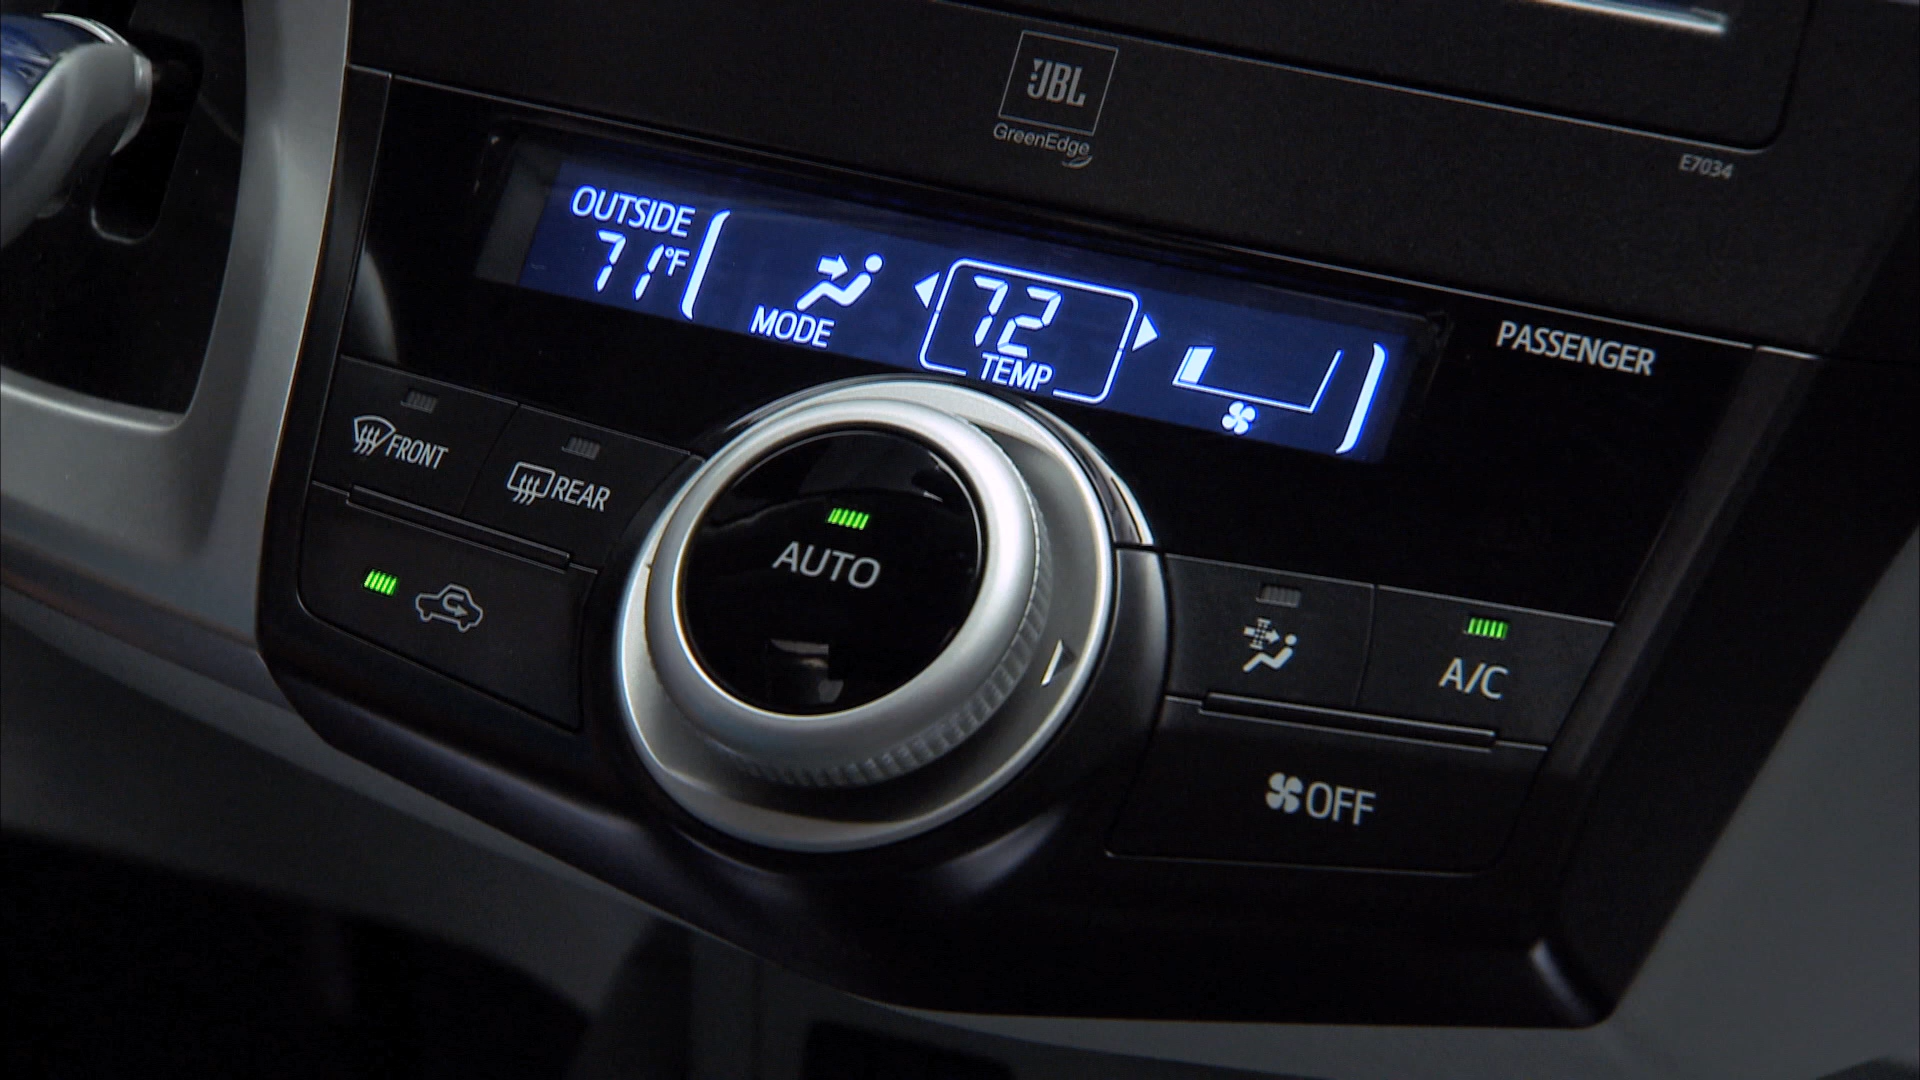 JBL
GreenEdge
E7034
OUTSIDE
71°F
MODE
72
TEMP
PASSENGER
FRONT
REAR
AUTO
A/C
OFF